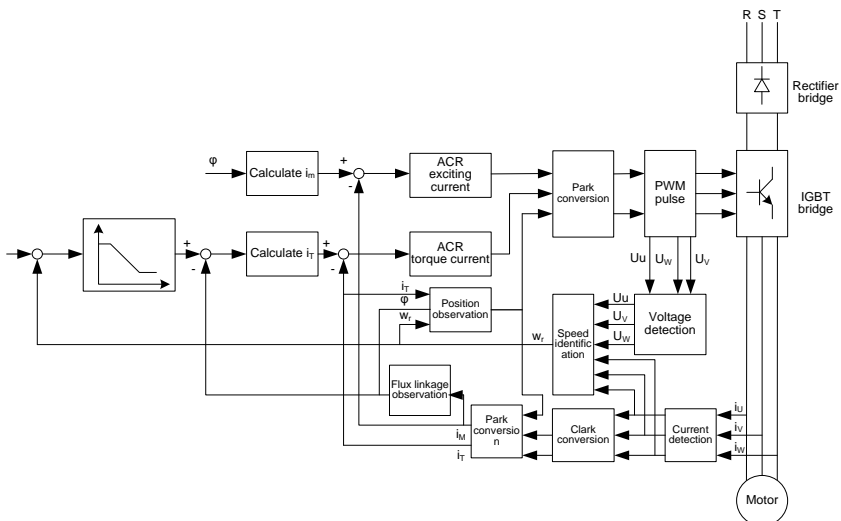 R S T
Rectifier
bridge
φ
Calculate im
+
-
ACR
exciting
current
Park
conversion
PWM
pulse
IGBT
bridge
+
-
Calculate iT
+
-
ACR
torque current
Uu UW UV
iT
φ
wr
Position
observation
Uu
UV
UW
Voltage
detection
wr
Speed
identific
ation
Flux linkage
observation
iM
iT
Park
conversio
n
Clark
conversion
Current
detection
iU
iV
iW
Motor